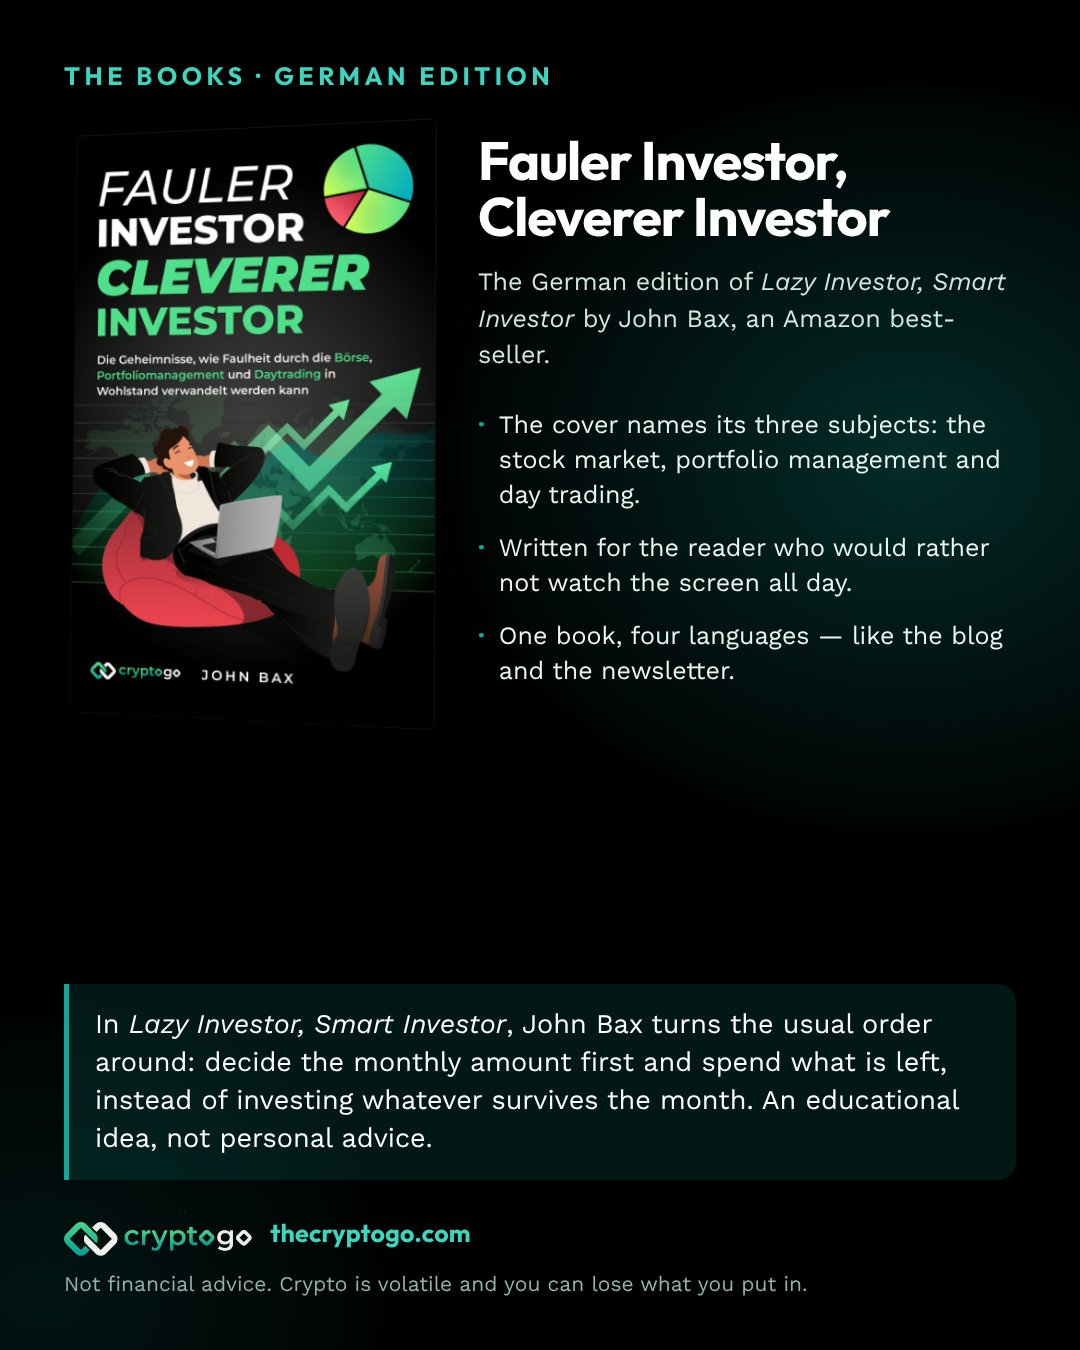 THE BOOKS · GERMAN EDITION
FAULER
INVESTOR
CLEVERER
INVESTOR
Die Geheimnisse, wie Faulheit durch die Börse,
Portfoliomanagement und Daytrading in
Wohlstand verwandelt werden kann
cryptogo JOHN BAX
Fauler Investor,
Cleverer Investor
The German edition of Lazy Investor, Smart
Investor by John Bax, an Amazon best-
seller.
• The cover names its three subjects: the
stock market, portfolio management and
day trading.
• Written for the reader who would rather
not watch the screen all day.
• One book, four languages — like the blog
and the newsletter.
In Lazy Investor, Smart Investor, John Bax turns the usual order
around: decide the monthly amount first and spend what is left,
instead of investing whatever survives the month. An educational
idea, not personal advice.
cryptogo thecryptogo.com
Not financial advice. Crypto is volatile and you can lose what you put in.